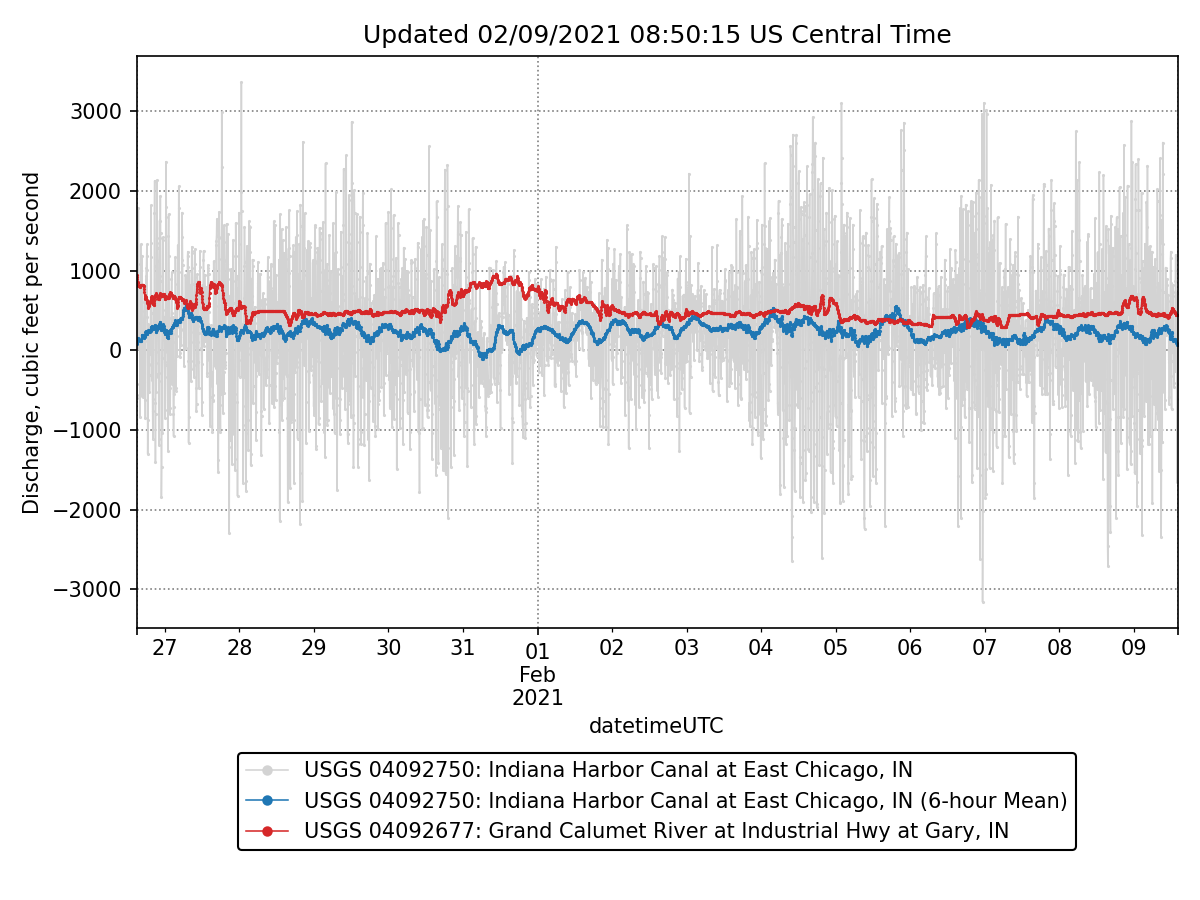 Updated 02/09/2021 08:50:15 US Central Time
Discharge, cubic feet per second
3000
2000
1000
0
−1000
−2000
−3000
27 28 29 30 31 01 02 03 04 05 06 07 08 09
Feb
2021
datetimeUTC
USGS 04092750: Indiana Harbor Canal at East Chicago, IN
USGS 04092750: Indiana Harbor Canal at East Chicago, IN (6-hour Mean)
USGS 04092677: Grand Calumet River at Industrial Hwy at Gary, IN